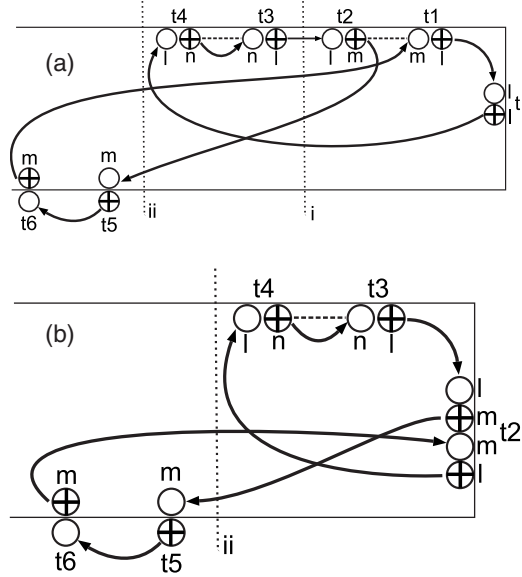 t4 t3 t2 t1
(a)
l n n l l m m l
l
t
l
m m
t6 t5 ii i
t4 t3
(b)
l n n l
l
m
t2
m
l
m m
t6 t5 ii